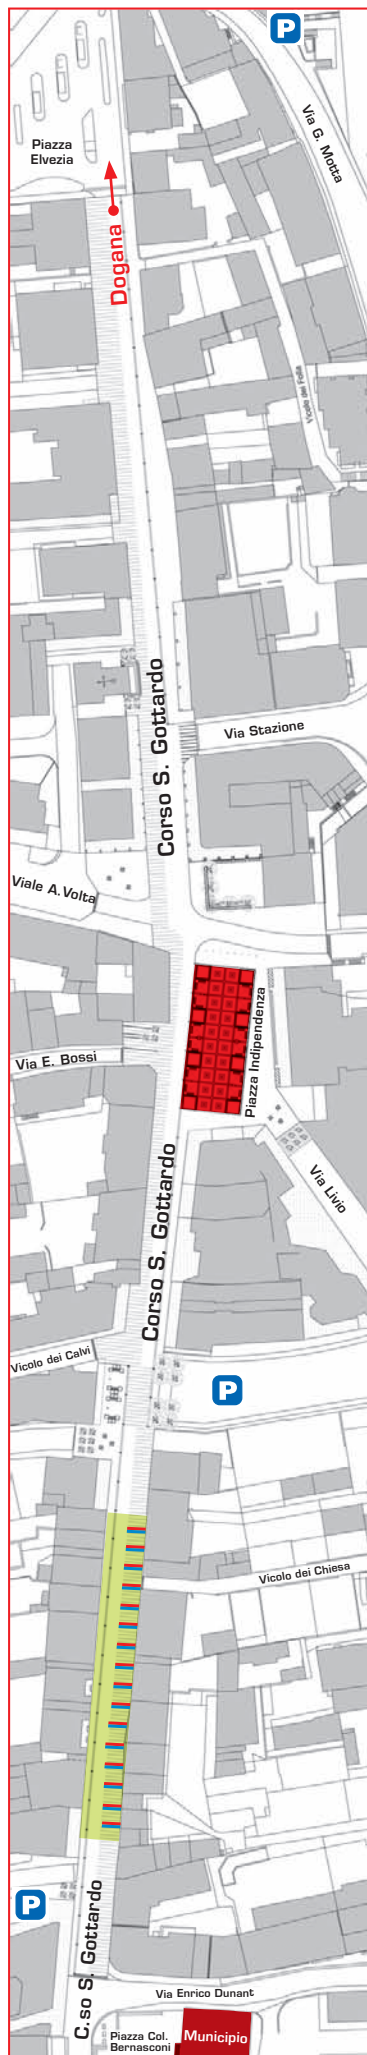 P
Via G. Motta
Piazza
Elvezia
Dogana
Vicolo dei Folla
Corso S. Gottardo
Via Stazione
Viale A.Volta
Piazza Indipendenza
Via E. Bossi
Corso S. Gottardo
Via Livio
Vicolo dei Calvi
P
Vicolo dei Chiesa
P
C.so S. Gottardo
Via Enrico Dunant
Piazza Col.
Bernasconi
Municipio